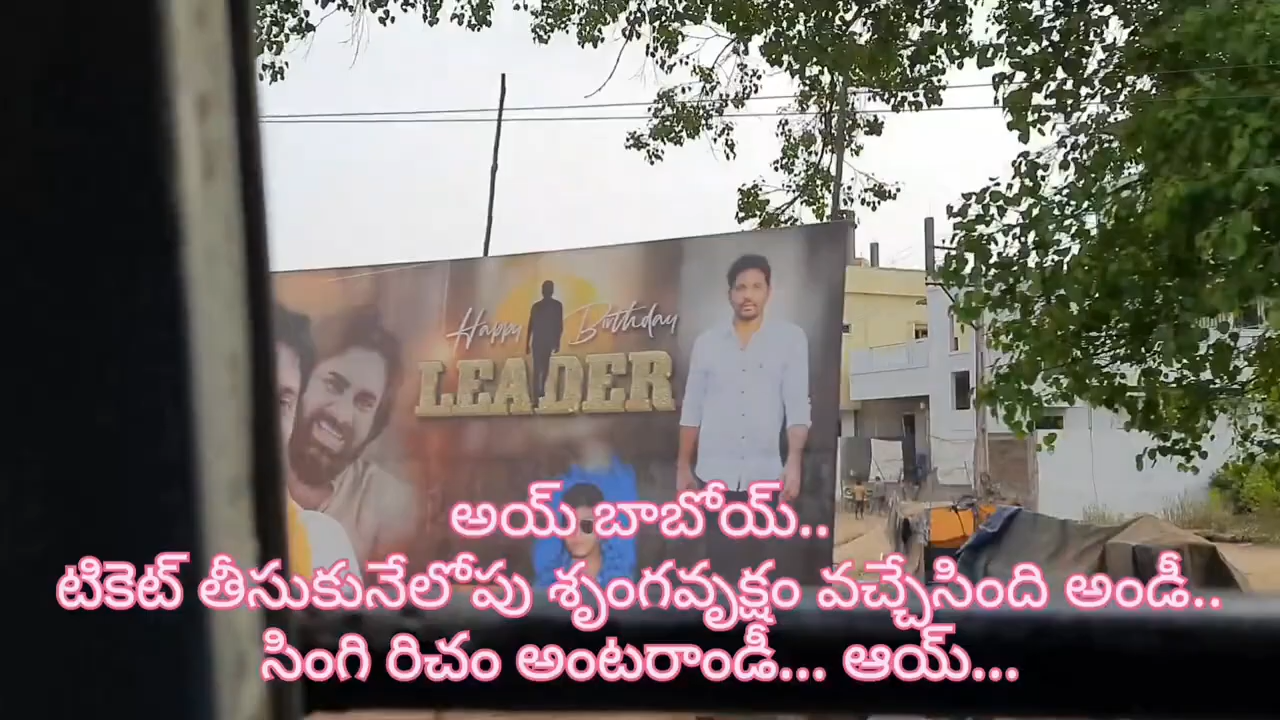 Happy Birthday
LEADER
అయ్ బాబోయ్..
టికెట్ తీసుకునేలోపు శృంగవృక్షం వచ్చేసింది అండీ..
సింగి రిచం అంటరాండీ... ఆయ్...